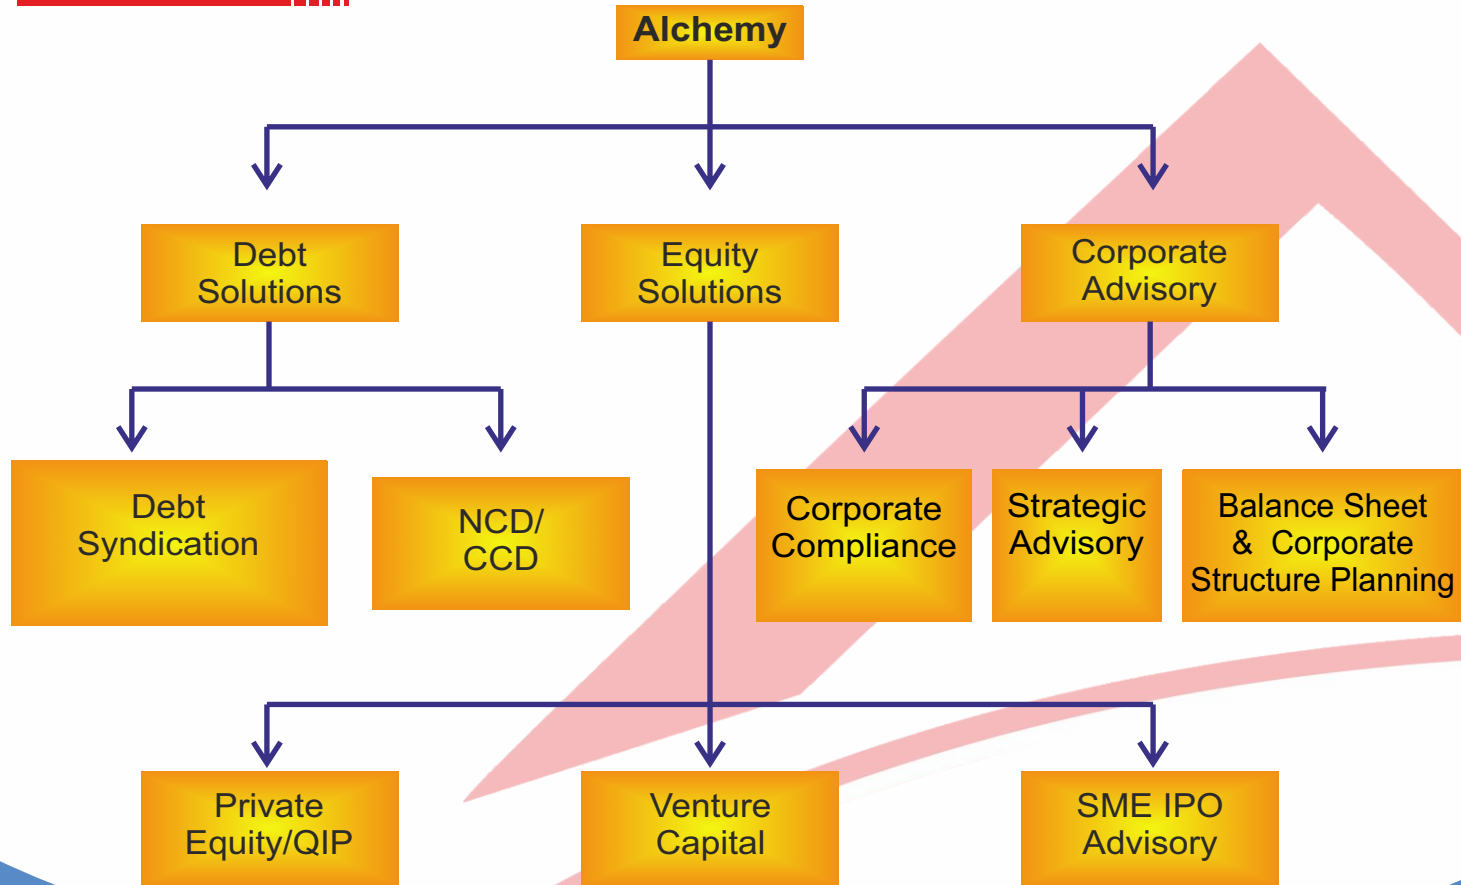 Alchemy
Debt
Solutions
Equity
Solutions
Corporate
Advisory
Debt
Syndication
NCD/
CCD
Corporate
Compliance
Strategic
Advisory
Balance Sheet
& Corporate
Structure Planning
Private
Equity/QIP
Venture
Capital
SME IPO
Advisory